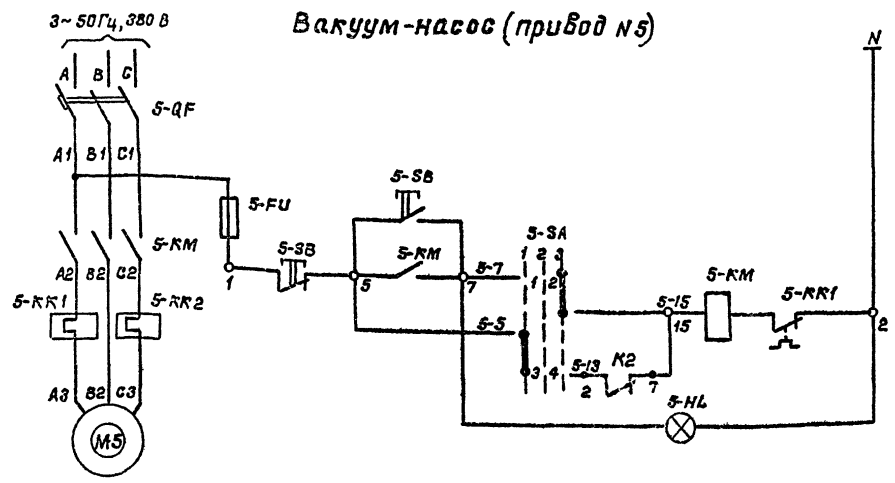 3~50Гц, 380 В
Вакуум-насос (привод N5)
N
A B C
5-QF
A1 B1 C1
5-FU
5-SB
5-SA
5-KM
5-SB
5-KM
1 2 3
5-KM
5-KK1
A2 B2 C2
1
5
7
5-7
1 2
5-KK1
5-KK2
5-5
5-15
15
2
3 4
5-13
2
K2
7
A3 B2 C3
5-HL
M5